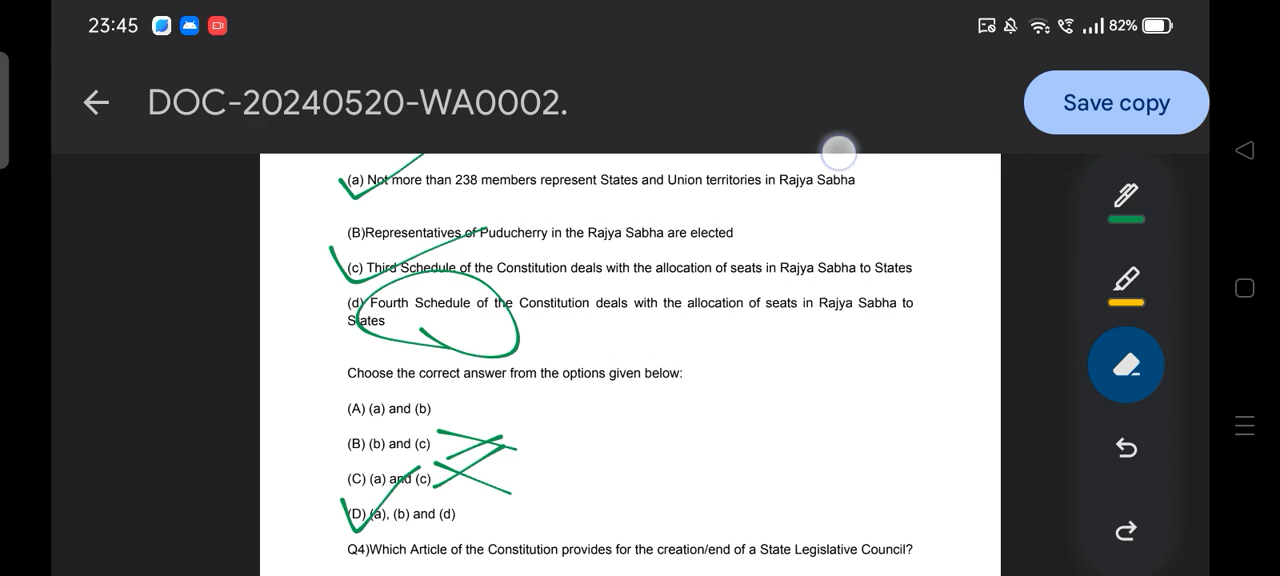 23:45
82%
DOC-20240520-WA0002.
Save copy
(a) Not more than 238 members represent States and Union territories in Rajya Sabha
(B)Representatives of Puducherry in the Rajya Sabha are elected
(c) Third Schedule of the Constitution deals with the allocation of seats in Rajya Sabha to States
(d) Fourth Schedule of the Constitution deals with the allocation of seats in Rajya Sabha to
States
Choose the correct answer from the options given below:
(A) (a) and (b)
(B) (b) and (c)
(C) (a) and (c)
(D) (a), (b) and (d)
Q4)Which Article of the Constitution provides for the creation/end of a State Legislative Council?